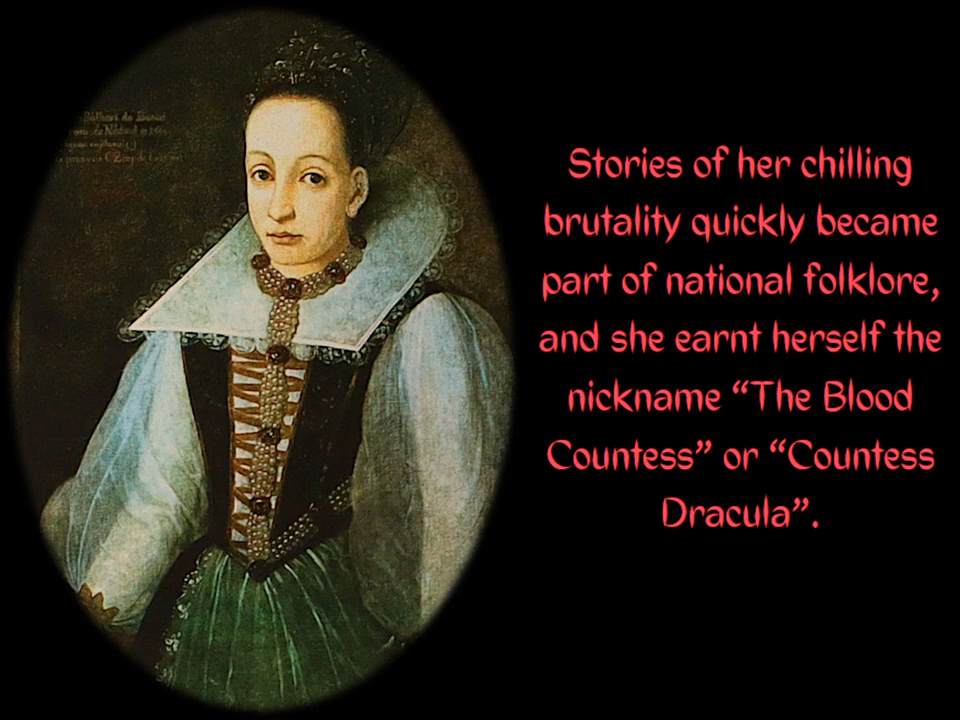 Stories of her chilling
brutality quickly became
part of national folklore,
and she earnt herself the
nickname “The Blood
Countess” or “Countess
Dracula”.